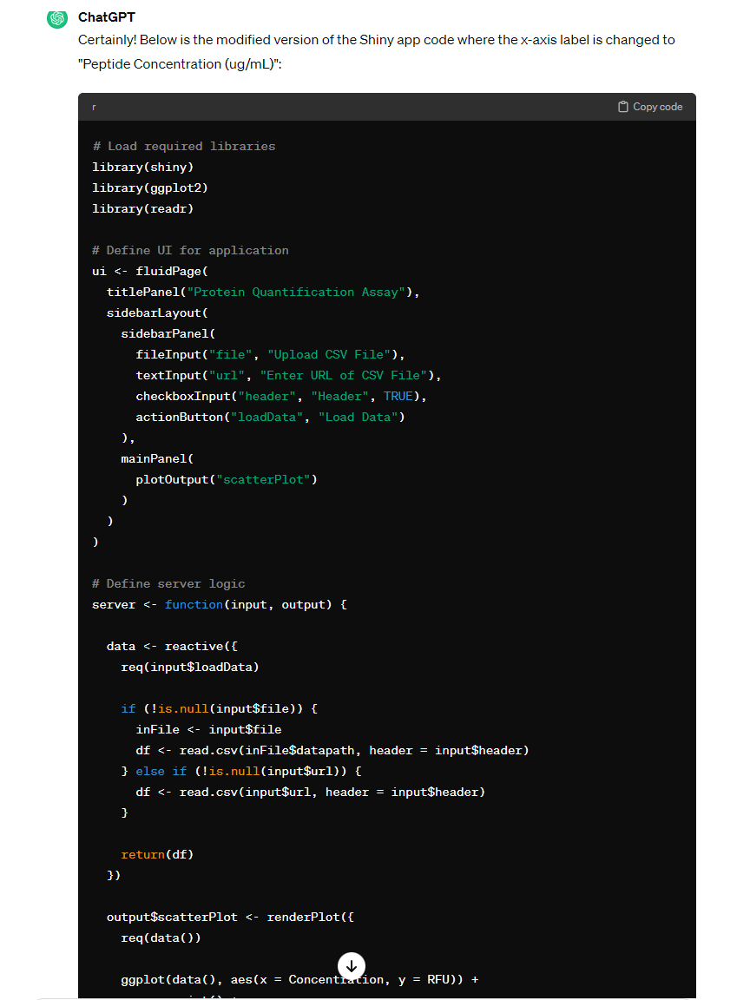 ChatGPT
Certainly! Below is the modified version of the Shiny app code where the x-axis label is changed to
"Peptide Concentration (ug/mL)":
r
Copy code
# Load required libraries
library(shiny)
library(ggplot2)
library(readr)
# Define UI for application
ui <- fluidPage(
  titlePanel("Protein Quantification Assay"),
  sidebarLayout(
    sidebarPanel(
      fileInput("file", "Upload CSV File"),
      textInput("url", "Enter URL of CSV File"),
      checkboxInput("header", "Header", TRUE),
      actionButton("loadData", "Load Data")
    ),
    mainPanel(
      plotOutput("scatterPlot")
    )
  )
)
# Define server logic
server <- function(input, output) {
  data <- reactive({
    req(input$loadData)
    if (!is.null(input$file)) {
      inFile <- input$file
      df <- read.csv(inFile$datapath, header = input$header)
    } else if (!is.null(input$url)) {
      df <- read.csv(input$url, header = input$header)
    }
    return(df)
  })
  output$scatterPlot <- renderPlot({
    req(data())
    ggplot(data(), aes(x = Concentration, y = RFU)) +